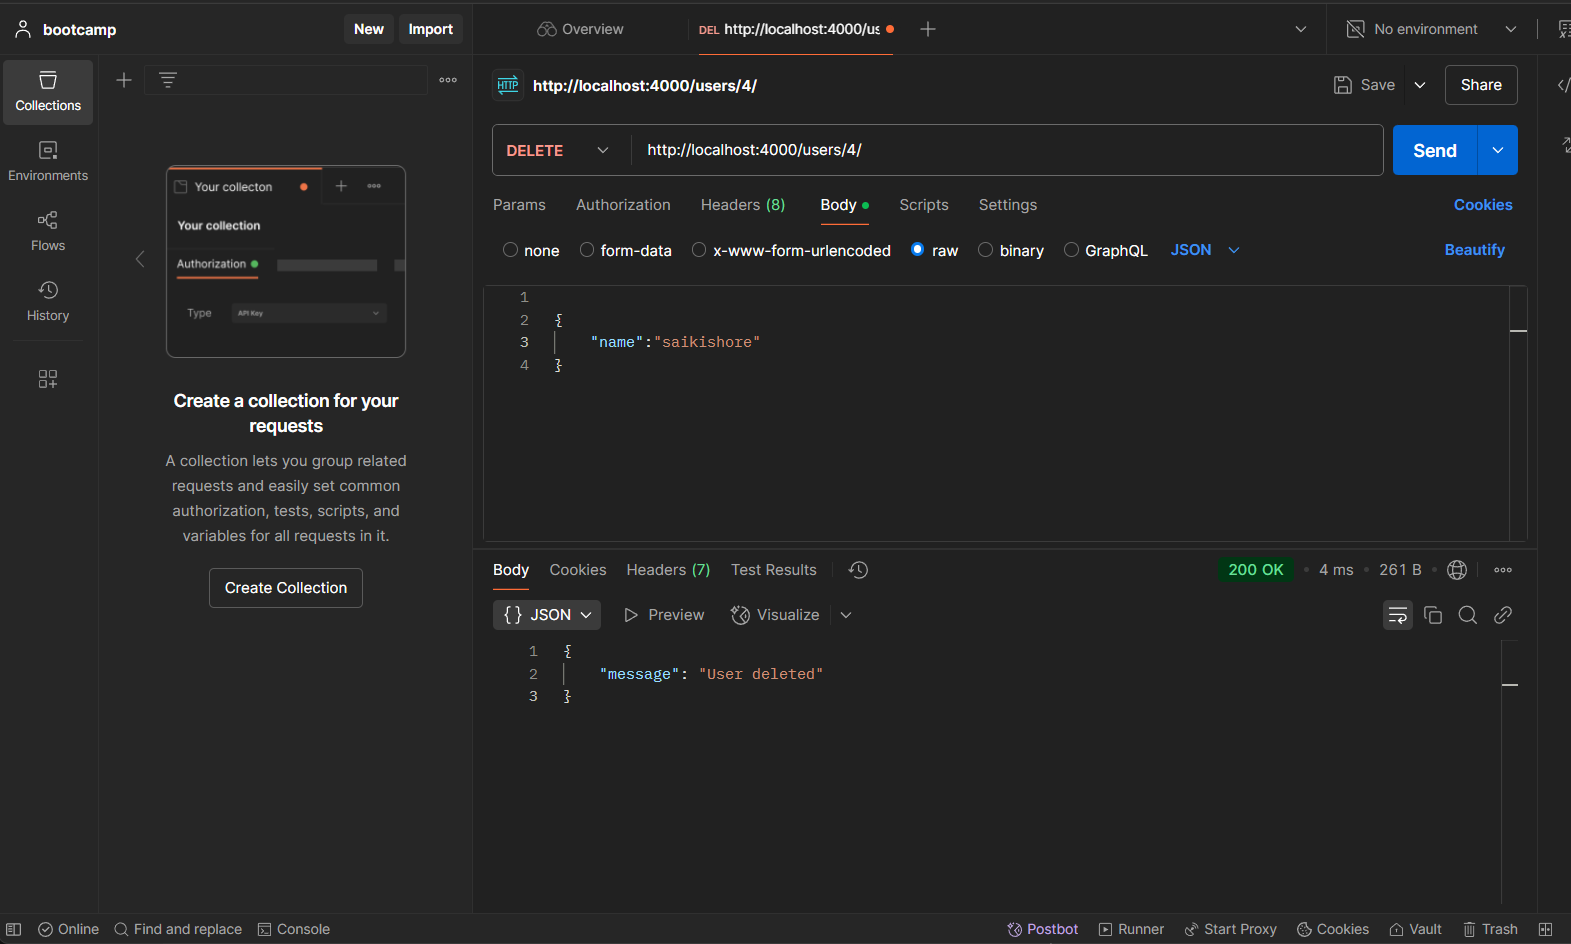 bootcamp
New
Import
Overview
DEL http://localhost:4000/us
No environment
Collections
Environments
Flows
History
Your collecton
Your collection
Authorization
Type
API Key
Create a collection for your
requests
A collection lets you group related
requests and easily set common
authorization, tests, scripts, and
variables for all requests in it.
Create Collection
HTTP http://localhost:4000/users/4/
Save
Share
DELETE
http://localhost:4000/users/4/
Send
Params Authorization Headers (8) Body Scripts Settings
Cookies
none form-data x-www-form-urlencoded raw binary GraphQL JSON
Beautify
1
2 {
3 "name":"saikishore"
4 }
Body Cookies Headers (7) Test Results
200 OK • 4 ms • 261 B
{} JSON Preview Visualize
1 {
2 "message": "User deleted"
3 }
Online Find and replace Console
Postbot Runner Start Proxy Cookies Vault Trash